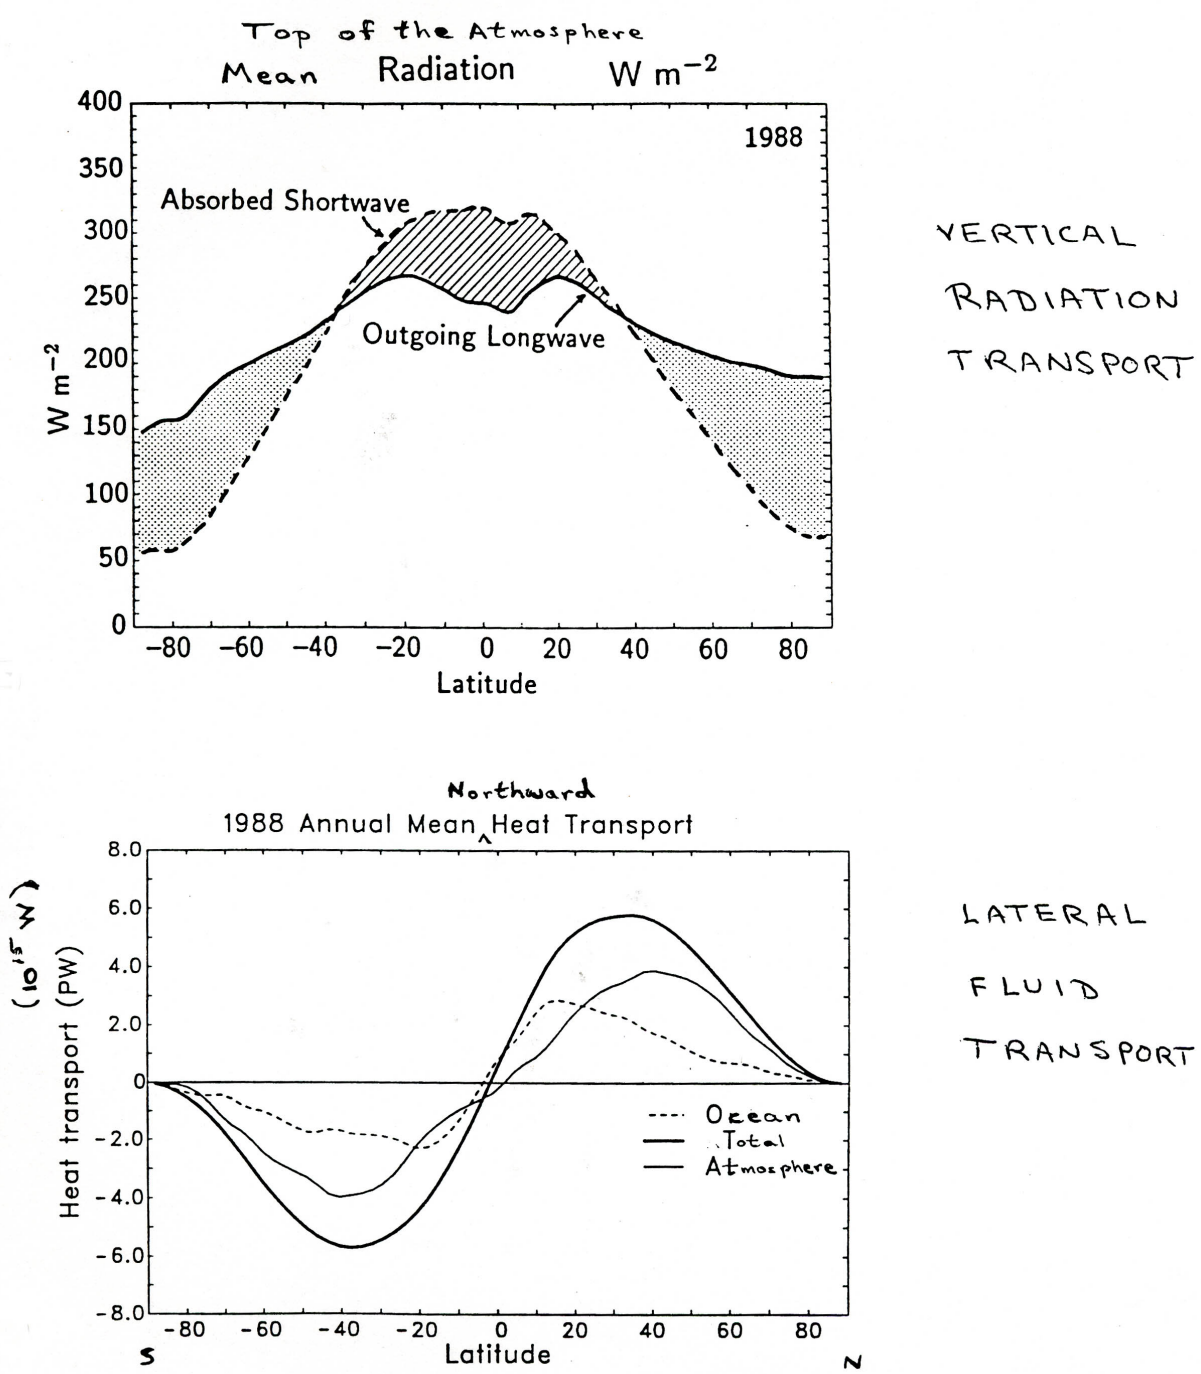 Top of the Atmosphere
Mean Radiation W m−2
400
350
300
250
200
150
100
50
0
W m−2
1988
Absorbed Shortwave
Outgoing Longwave
−80 −60 −40 −20 0 20 40 60 80
Latitude
VERTICAL
RADIATION
TRANSPORT
Northward
1988 Annual Mean ^ Heat Transport
8.0
6.0
4.0
2.0
0
−2.0
−4.0
−6.0
−8.0
(10^15 W)
Heat transport (PW)
Ocean
Total
Atmosphere
−80 −60 −40 −20 0 20 40 60 80
S Latitude N
LATERAL
FLUID
TRANSPORT